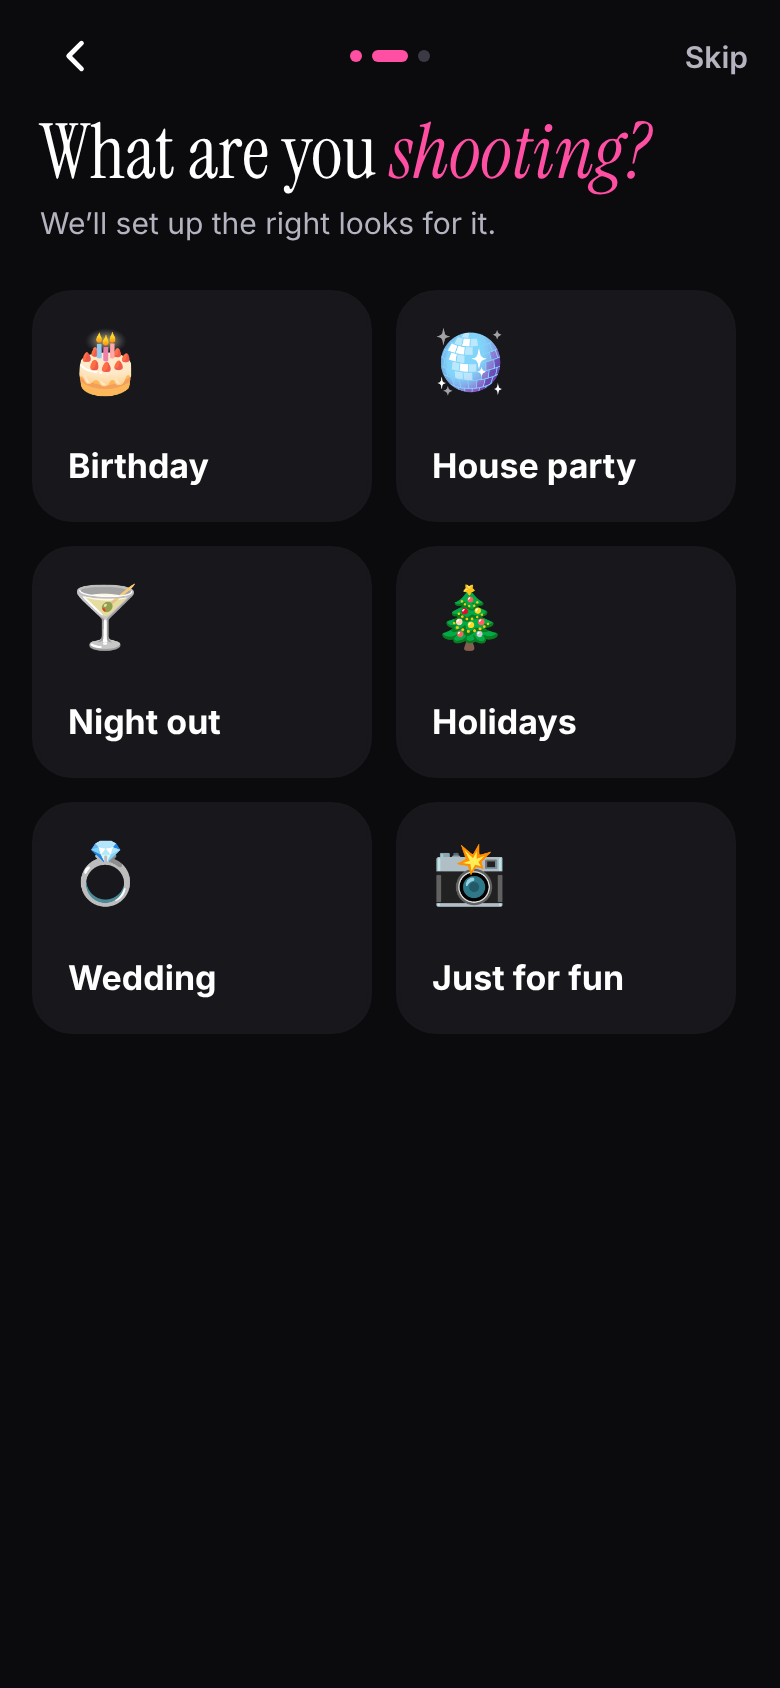 Skip
What are you shooting?
We’ll set up the right looks for it.
Birthday
House party
Night out
Holidays
Wedding
Just for fun